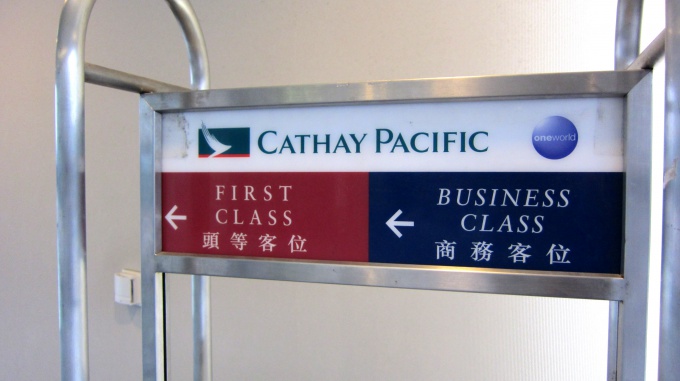 CATHAY PACIFIC
oneworld
FIRST
CLASS
頭等客位
BUSINESS
CLASS
商務客位